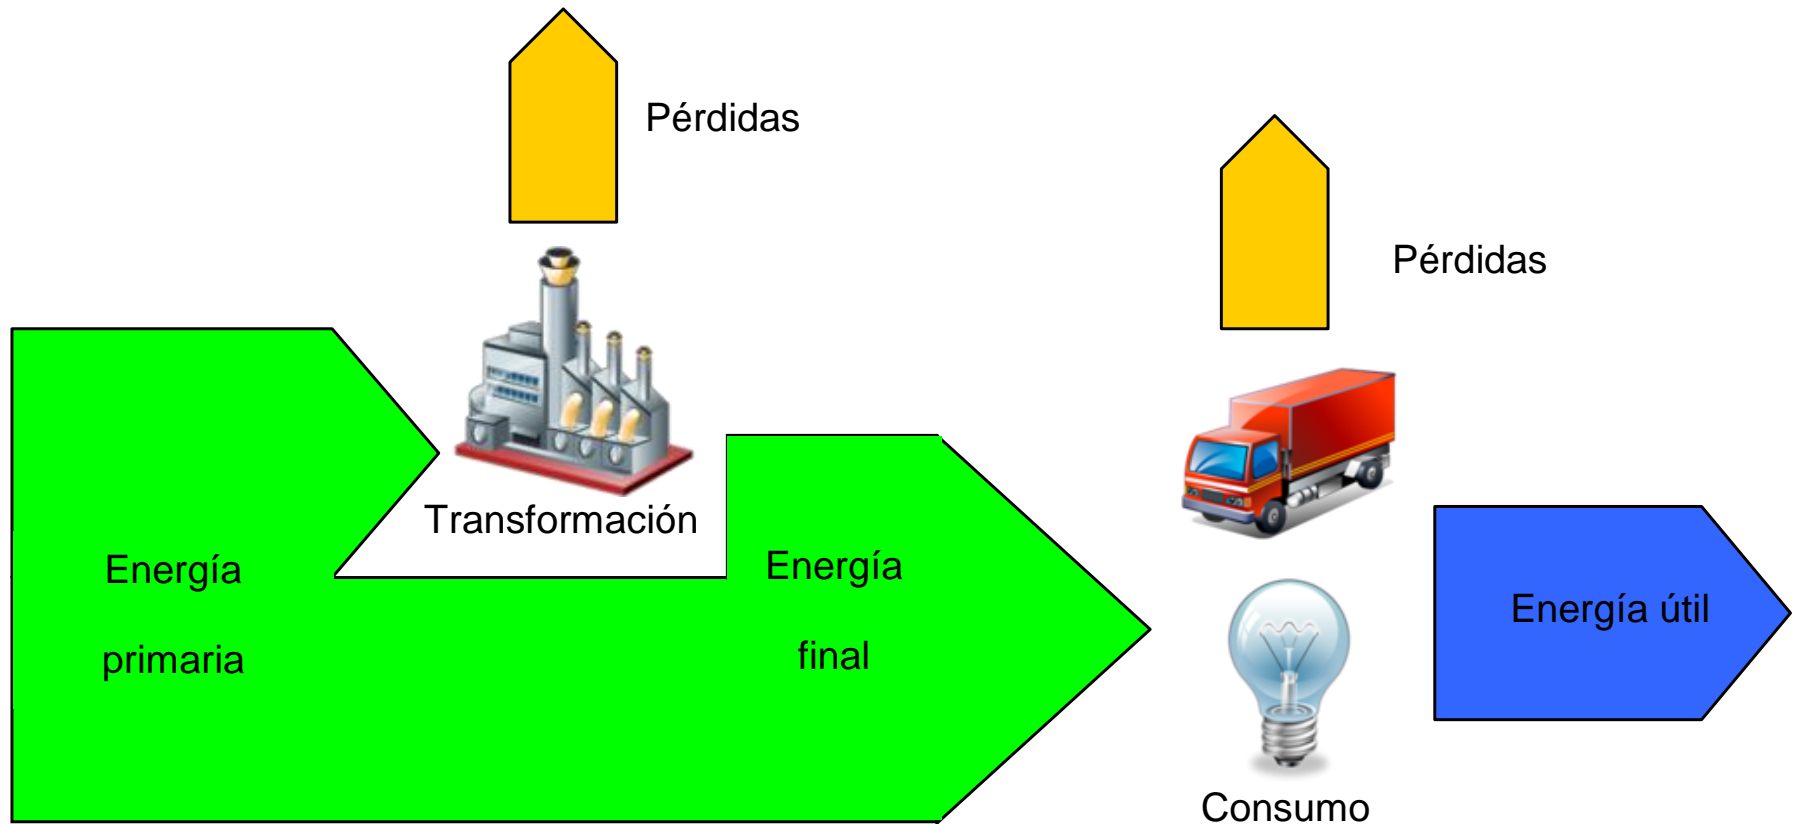 Pérdidas
Pérdidas
Transformación
Energía
primaria
Energía
final
Energía útil
Consumo